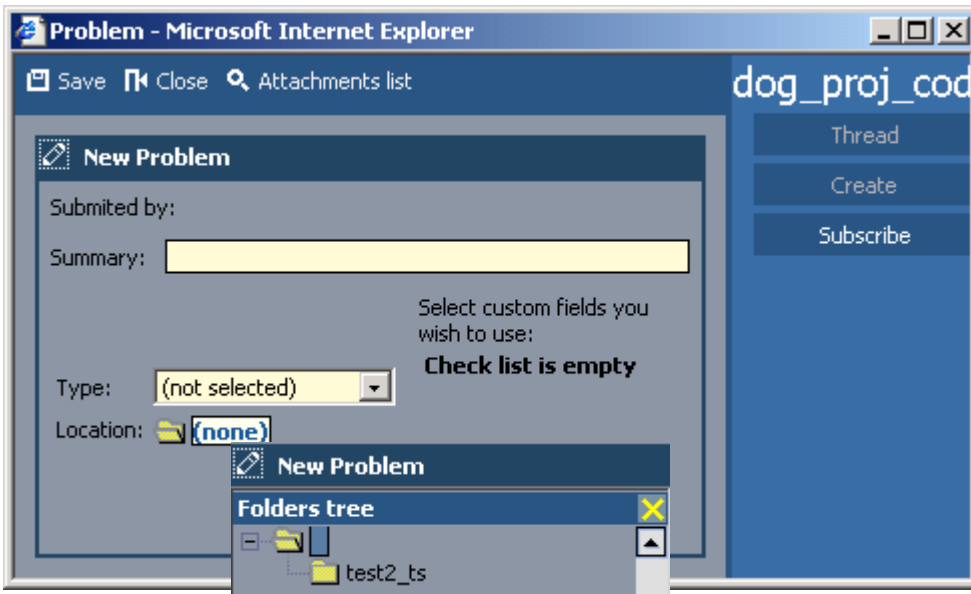 Problem - Microsoft Internet Explorer
Save Close Attachments list
dog_proj_cod
Thread
Create
Subscribe
New Problem
Submited by:
Summary:
Select custom fields you
wish to use:
Check list is empty
Type: (not selected)
Location: (none)
New Problem
Folders tree
test2_ts